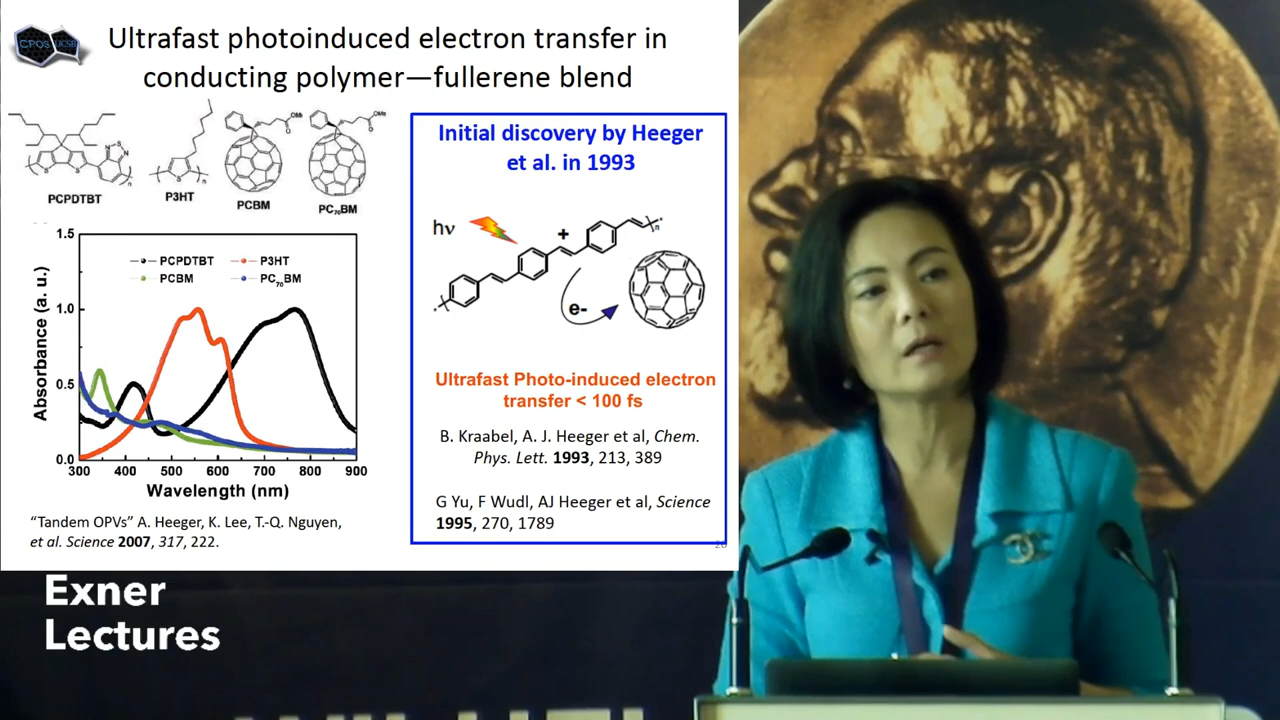 CPOS UCSB
Ultrafast photoinduced electron transfer in
conducting polymer—fullerene blend
PCPDTBT
P3HT
PCBM
PC70BM
OMe
O
OMe
O
N
S
N
S
S
n
S
n
Absorbance (a. u.)
1.5
1.0
0.5
0.0
300 400 500 600 700 800 900
Wavelength (nm)
PCPDTBT
P3HT
PCBM
PC70BM
"Tandem OPVs" A. Heeger, K. Lee, T.-Q. Nguyen,
et al. Science 2007, 317, 222.
Initial discovery by Heeger
et al. in 1993
hν
+
n
e-
Ultrafast Photo-induced electron
transfer < 100 fs
B. Kraabel, A. J. Heeger et al, Chem.
Phys. Lett. 1993, 213, 389
G Yu, F Wudl, AJ Heeger et al, Science
1995, 270, 1789
Exner
Lectures